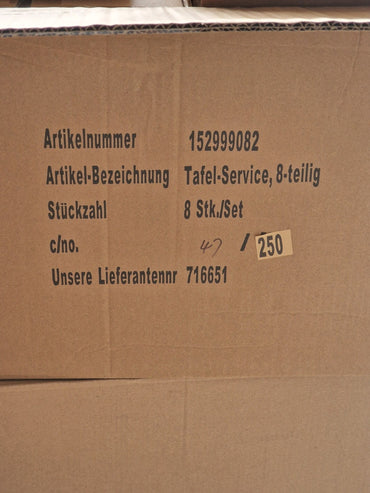 Artikelnummer 152999082
Artikel-Bezeichnung Tafel-Service, 8-teilig
Stückzahl 8 Stk./Set
c/no. 47 / 250
Unsere Lieferantennr 716651